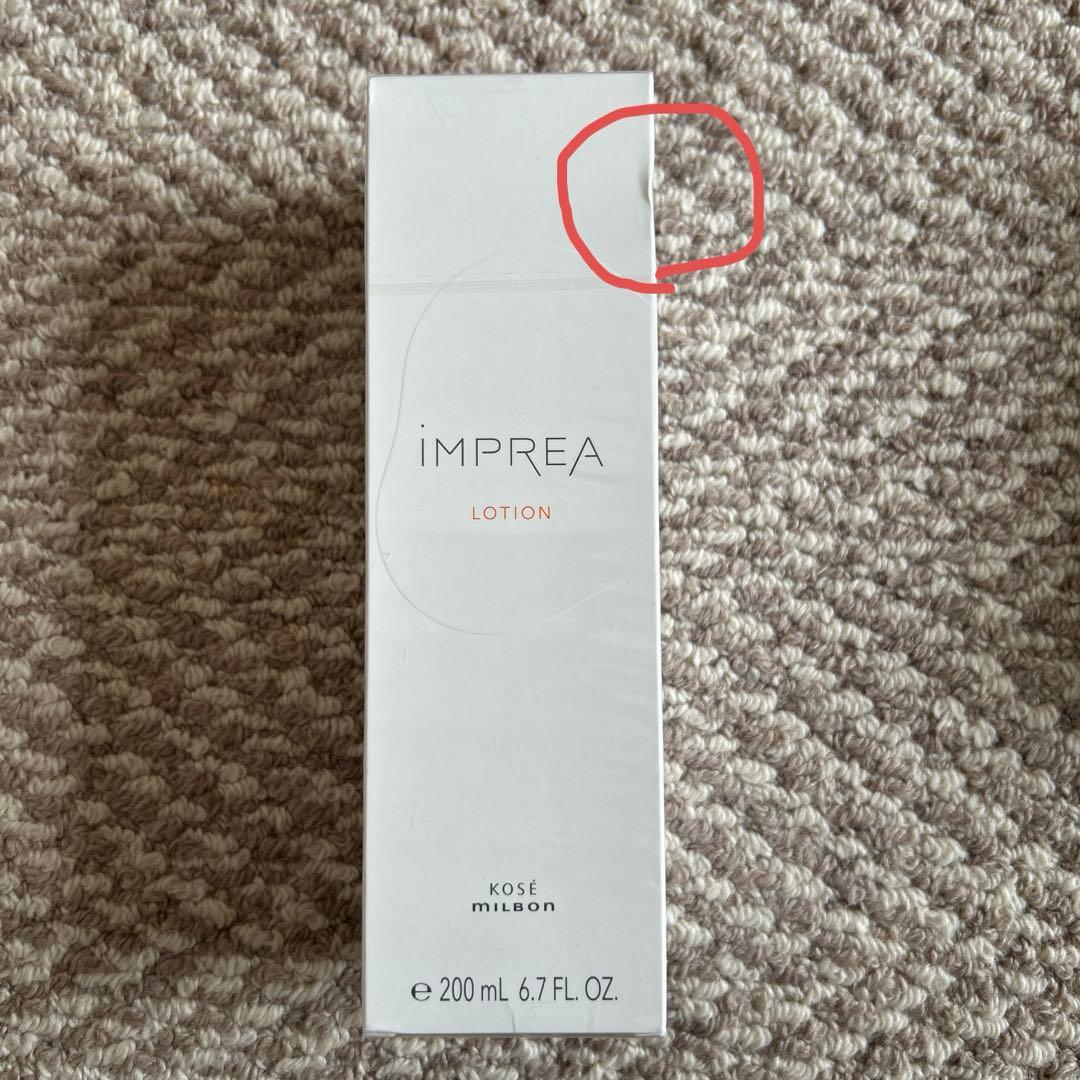 iMPREA
LOTION
KOSÉ
MILBON
℮ 200 mL 6.7 FL. OZ.